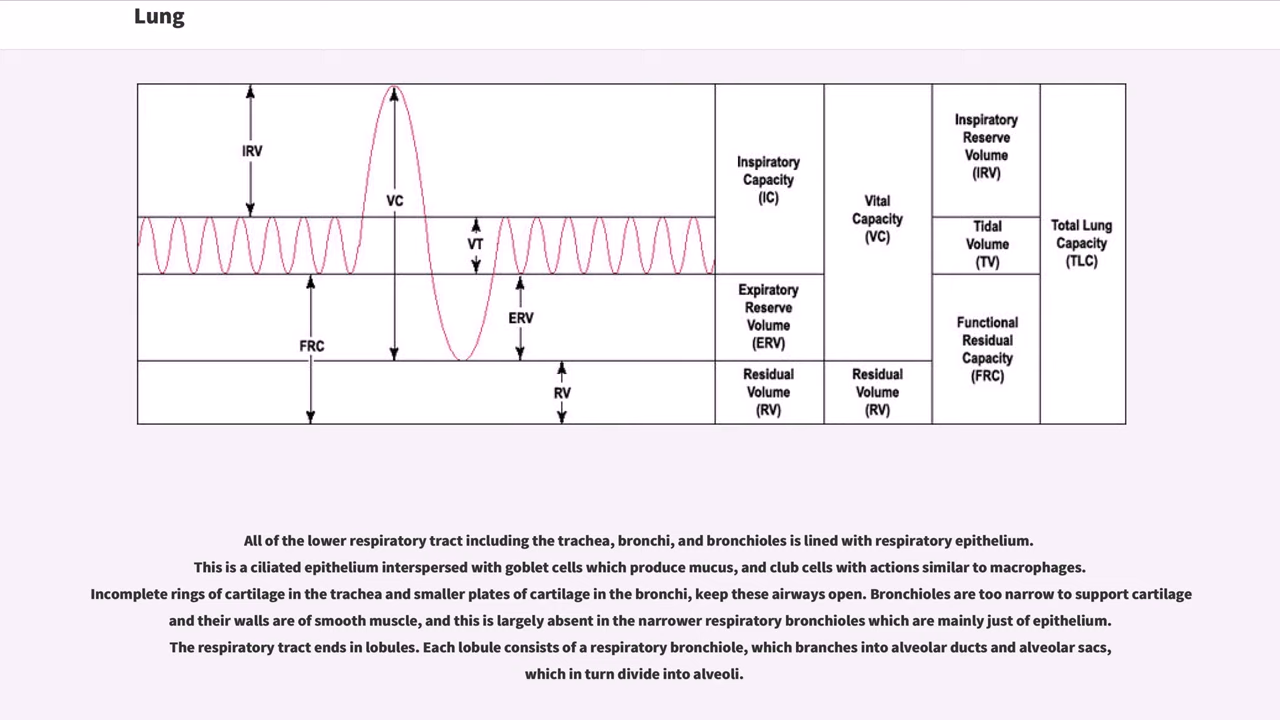 Lung
IRV
VC
VT
FRC
ERV
RV
Inspiratory
Capacity
(IC)
Expiratory
Reserve
Volume
(ERV)
Residual
Volume
(RV)
Vital
Capacity
(VC)
Residual
Volume
(RV)
Inspiratory
Reserve
Volume
(IRV)
Tidal
Volume
(TV)
Functional
Residual
Capacity
(FRC)
Total Lung
Capacity
(TLC)
All of the lower respiratory tract including the trachea, bronchi, and bronchioles is lined with respiratory epithelium.
This is a ciliated epithelium interspersed with goblet cells which produce mucus, and club cells with actions similar to macrophages.
Incomplete rings of cartilage in the trachea and smaller plates of cartilage in the bronchi, keep these airways open. Bronchioles are too narrow to support cartilage
and their walls are of smooth muscle, and this is largely absent in the narrower respiratory bronchioles which are mainly just of epithelium.
The respiratory tract ends in lobules. Each lobule consists of a respiratory bronchiole, which branches into alveolar ducts and alveolar sacs,
which in turn divide into alveoli.